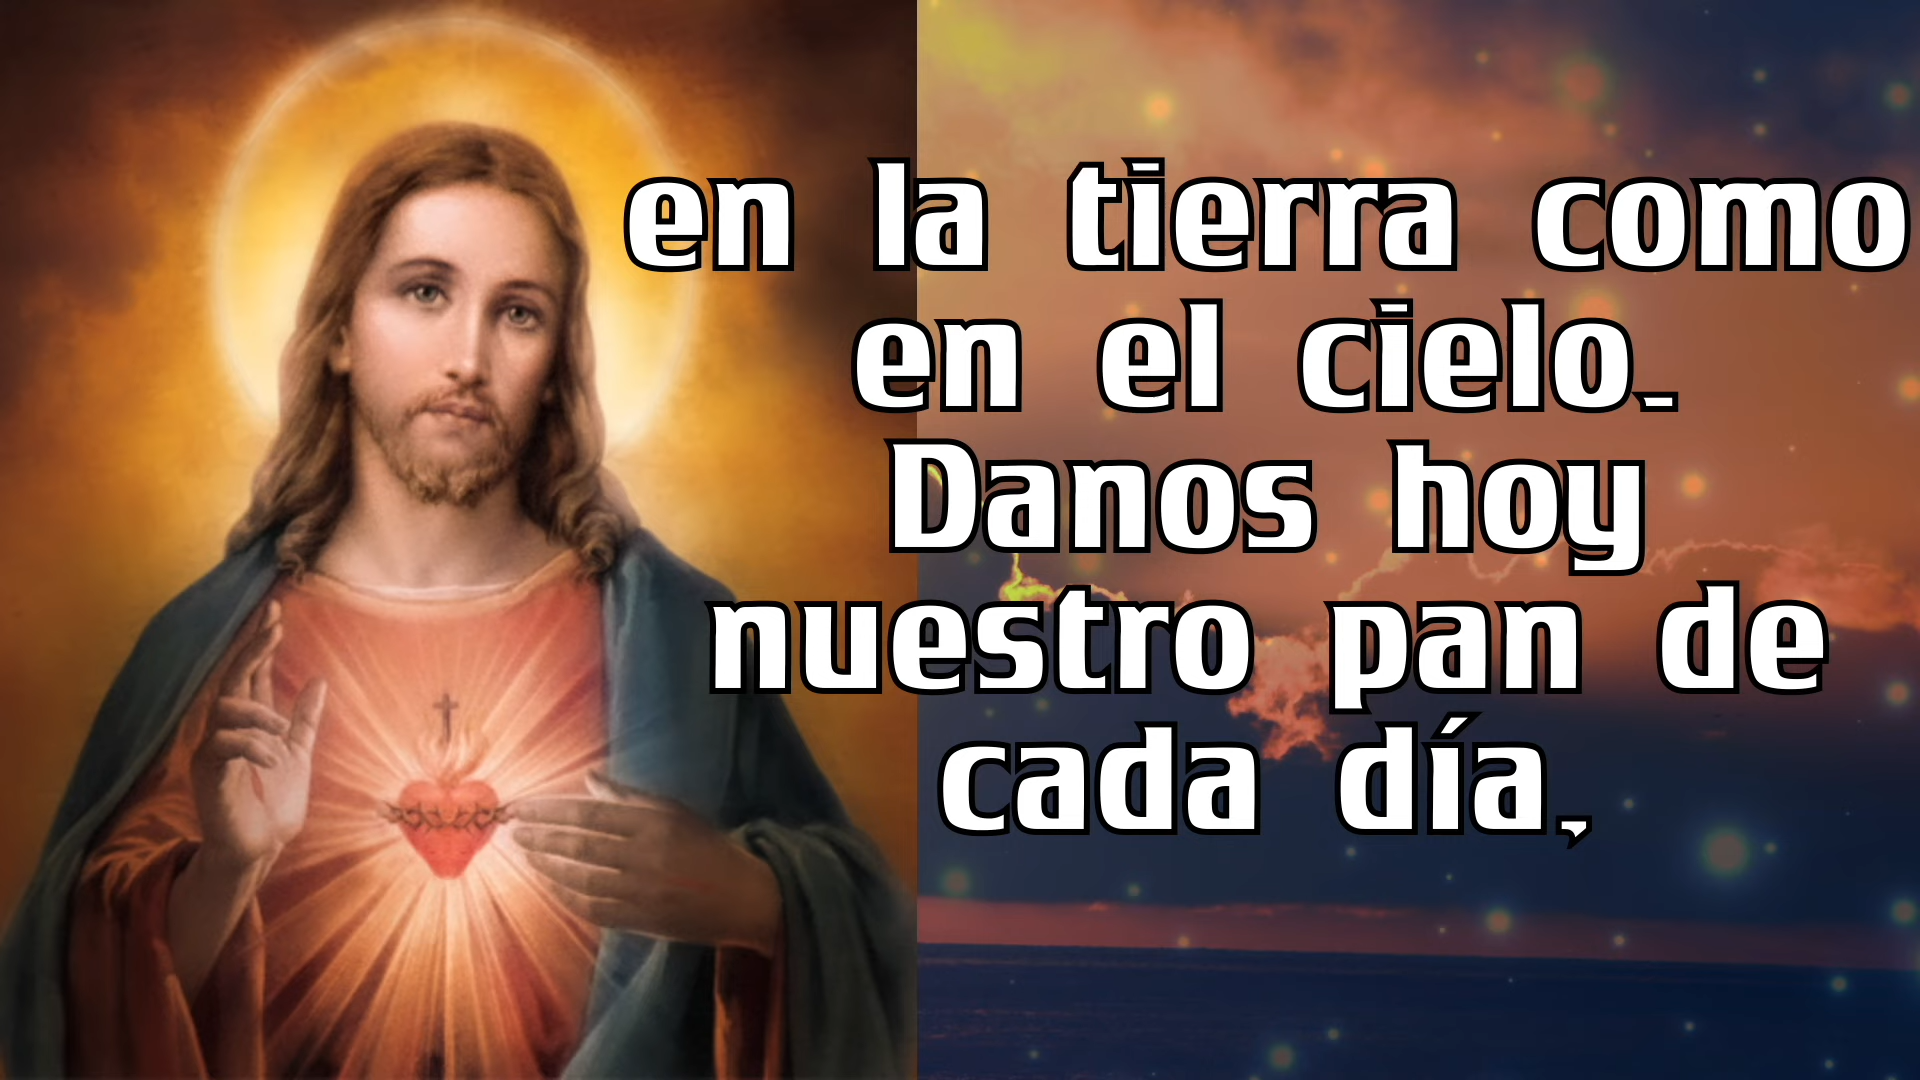 en la tierra como
en el cielo.
Danos hoy
nuestro pan de
cada día,